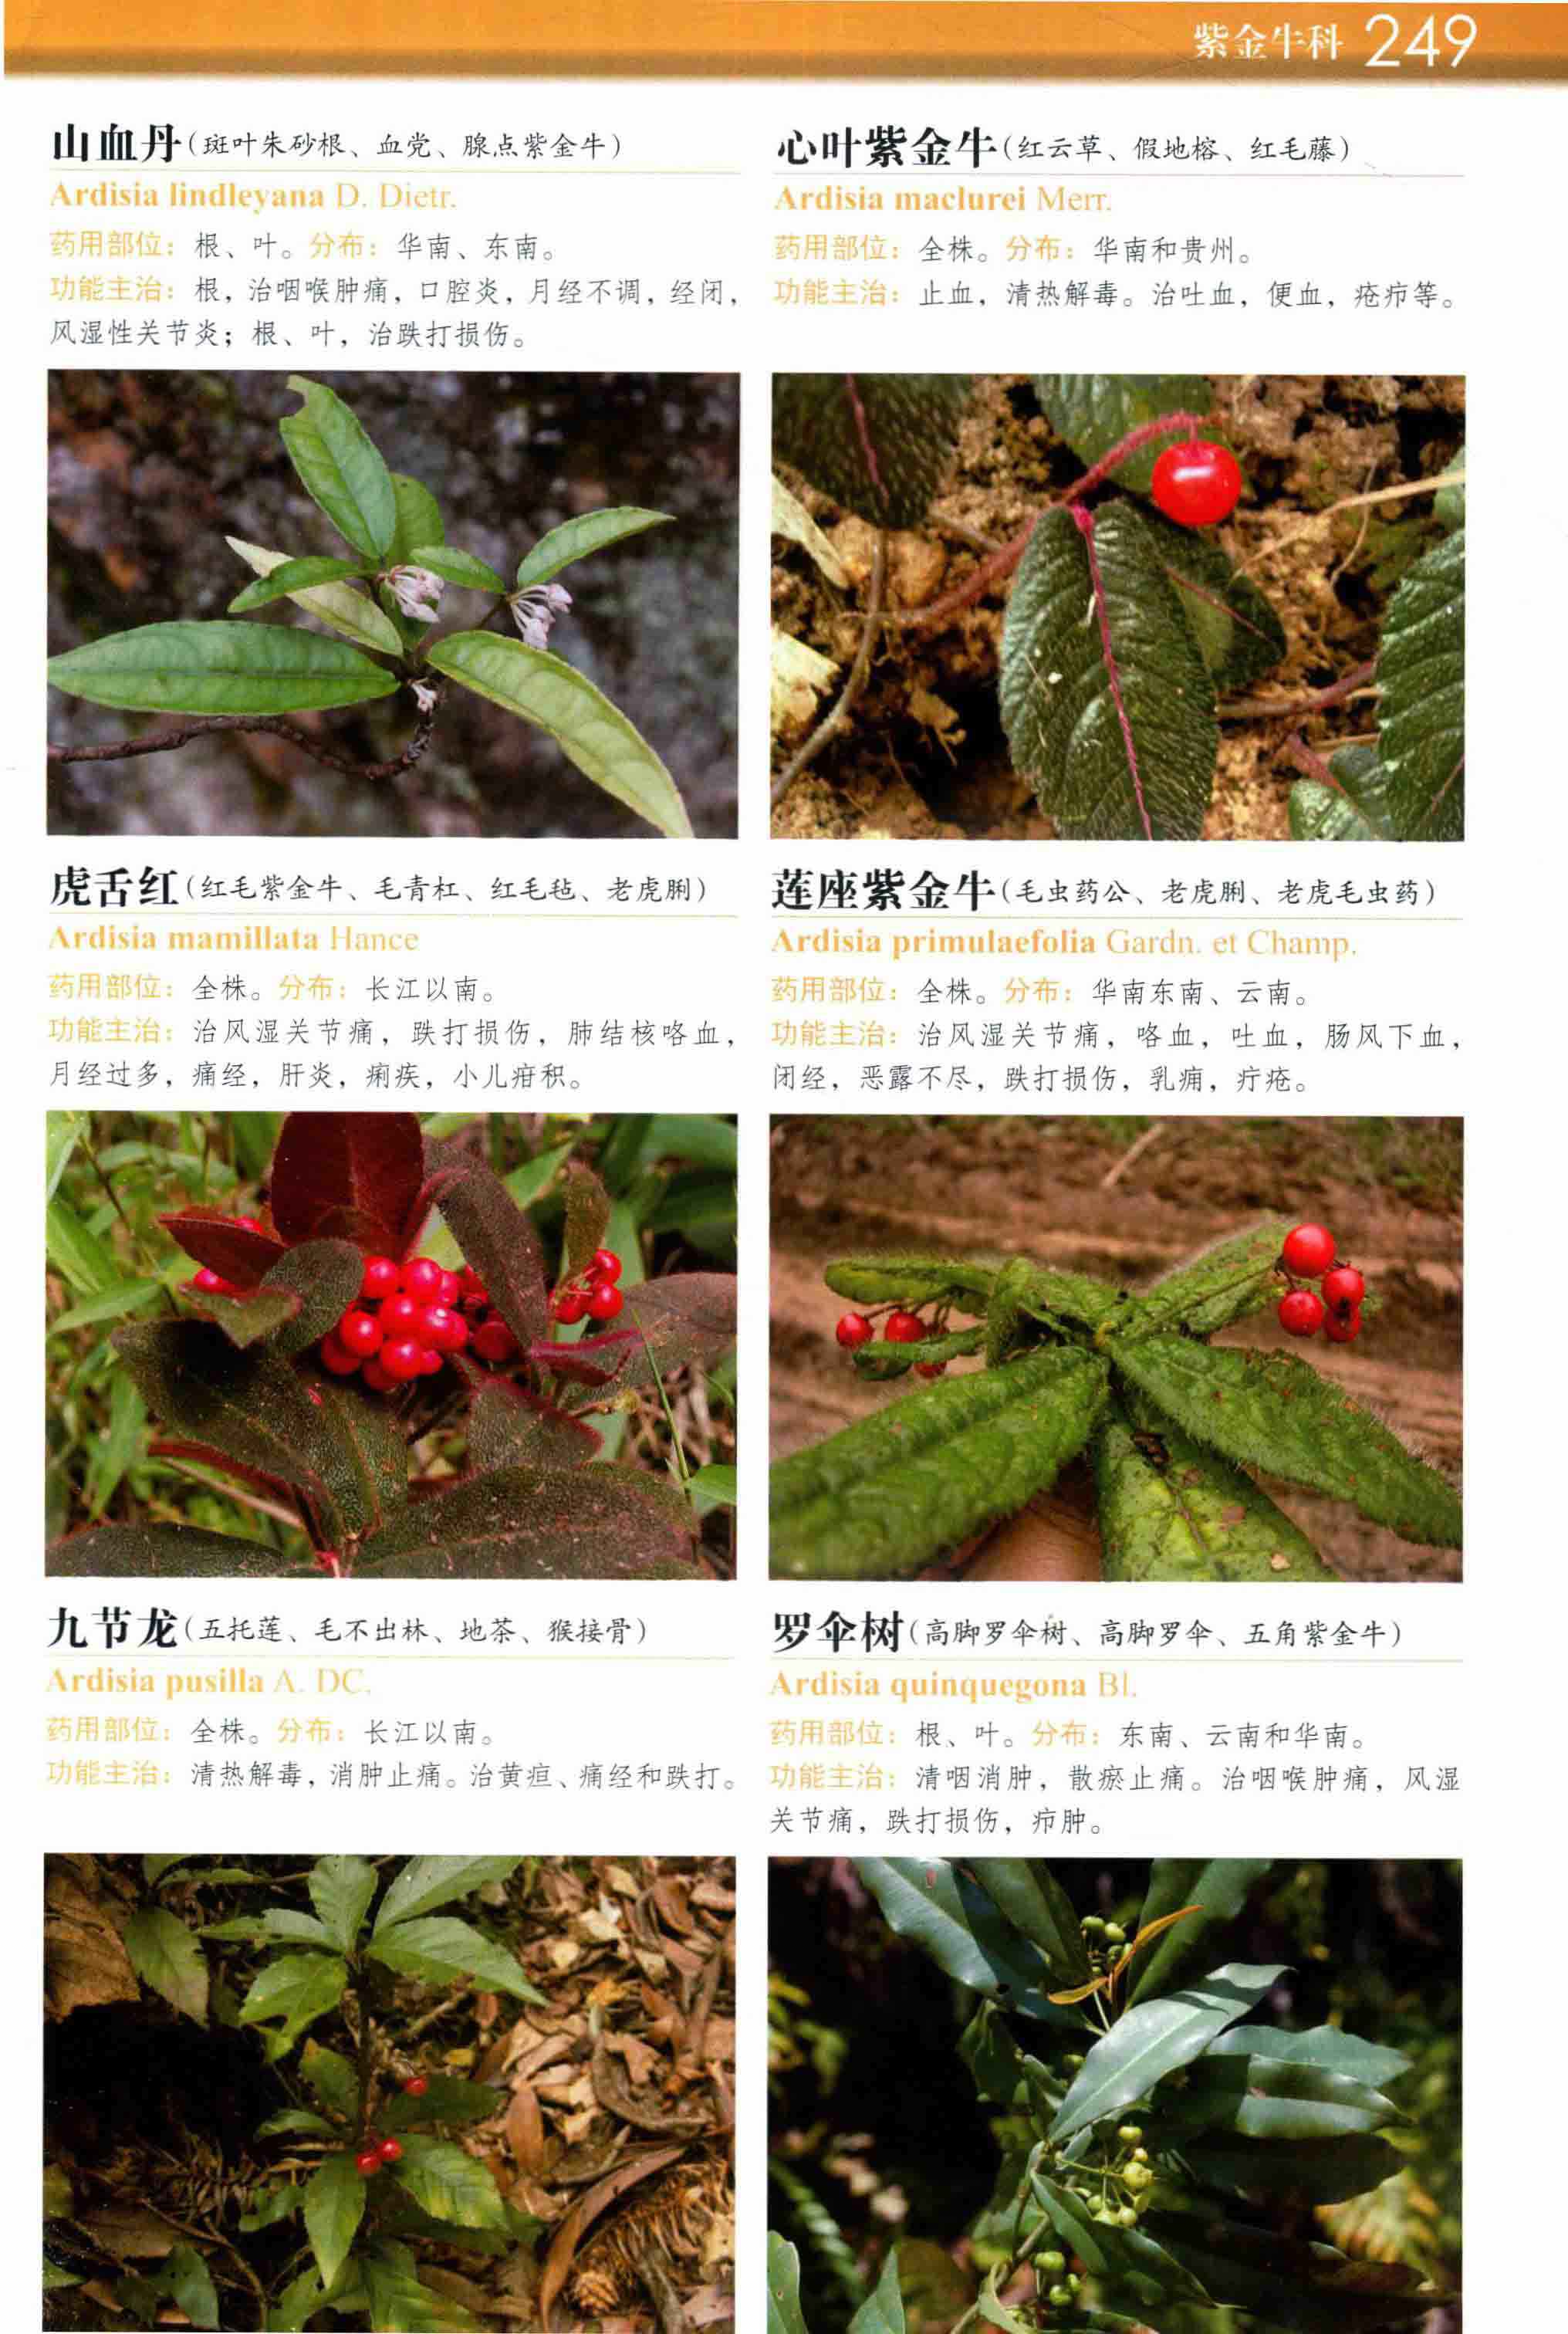 紫金牛科 249
山血丹(斑叶朱砂根、血党、腺点紫金牛)
Ardisia lindleyana D. Dietr.
药用部位：根、叶。分布：华南、东南。
功能主治：根，治咽喉肿痛，口腔炎，月经不调，经闭，
风湿性关节炎；根、叶，治跌打损伤。
心叶紫金牛(红云草、假地榕、红毛藤)
Ardisia maclurei Merr.
药用部位：全株。分布：华南和贵州。
功能主治：止血，清热解毒。治吐血，便血，疮疖等。
虎舌红(红毛紫金牛、毛青杠、红毛毡、老虎脷)
Ardisia mamillata Hance
药用部位：全株。分布：长江以南。
功能主治：治风湿关节痛，跌打损伤，肺结核咯血，
月经过多，痛经，肝炎，痢疾，小儿疳积。
莲座紫金牛(毛虫药公、老虎脷、老虎毛虫药)
Ardisia primulaefolia Gardn. et Champ.
药用部位：全株。分布：华南东南、云南。
功能主治：治风湿关节痛，咯血，吐血，肠风下血，
闭经，恶露不尽，跌打损伤，乳痈，疔疮。
九节龙(五托莲、毛不出林、地茶、猴接骨)
Ardisia pusilla A. DC.
药用部位：全株。分布：长江以南。
功能主治：清热解毒，消肿止痛。治黄疸、痛经和跌打。
罗伞树(高脚罗伞树、高脚罗伞、五角紫金牛)
Ardisia quinquegona Bl.
药用部位：根、叶。分布：东南、云南和华南。
功能主治：清咽消肿，散瘀止痛。治咽喉肿痛，风湿
关节痛，跌打损伤，疖肿。